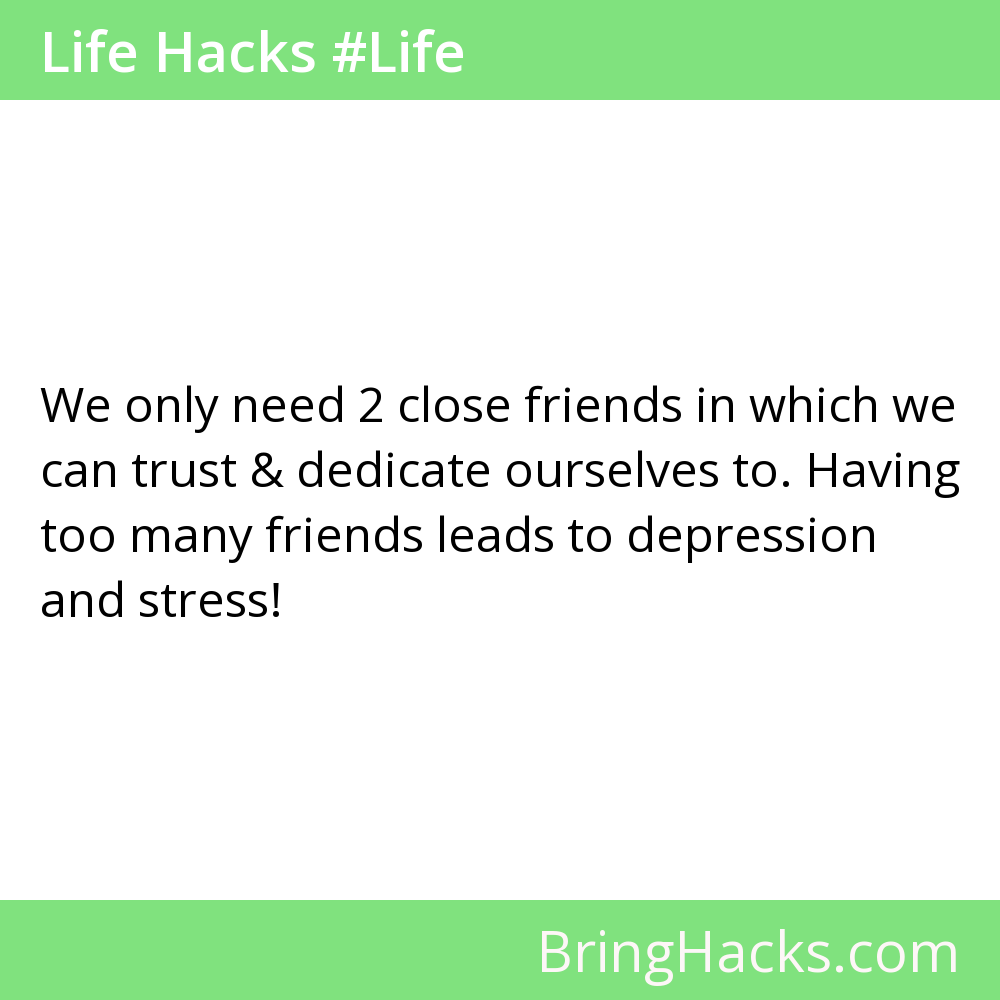 Life Hacks #Life
We only need 2 close friends in which we
can trust & dedicate ourselves to. Having
too many friends leads to depression
and stress!
BringHacks.com